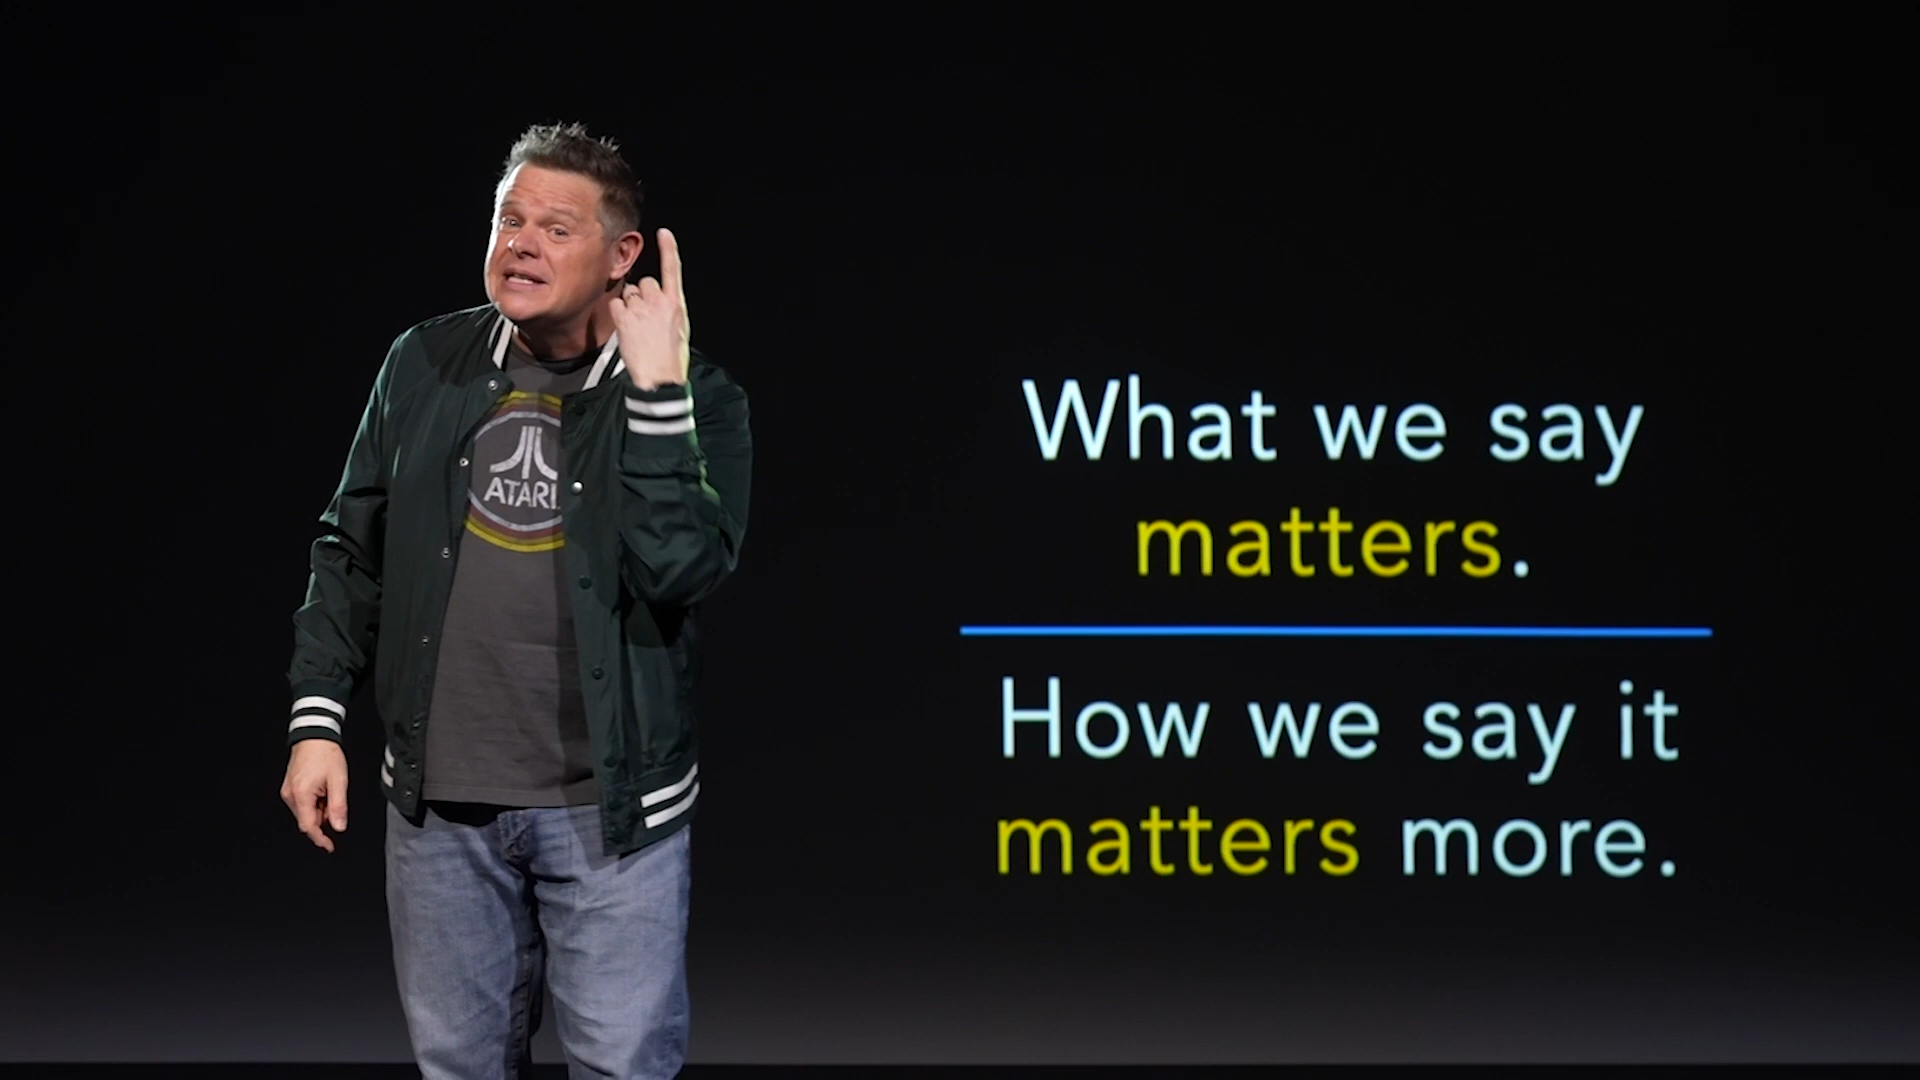 ATARI
What we say
matters.
How we say it
matters more.